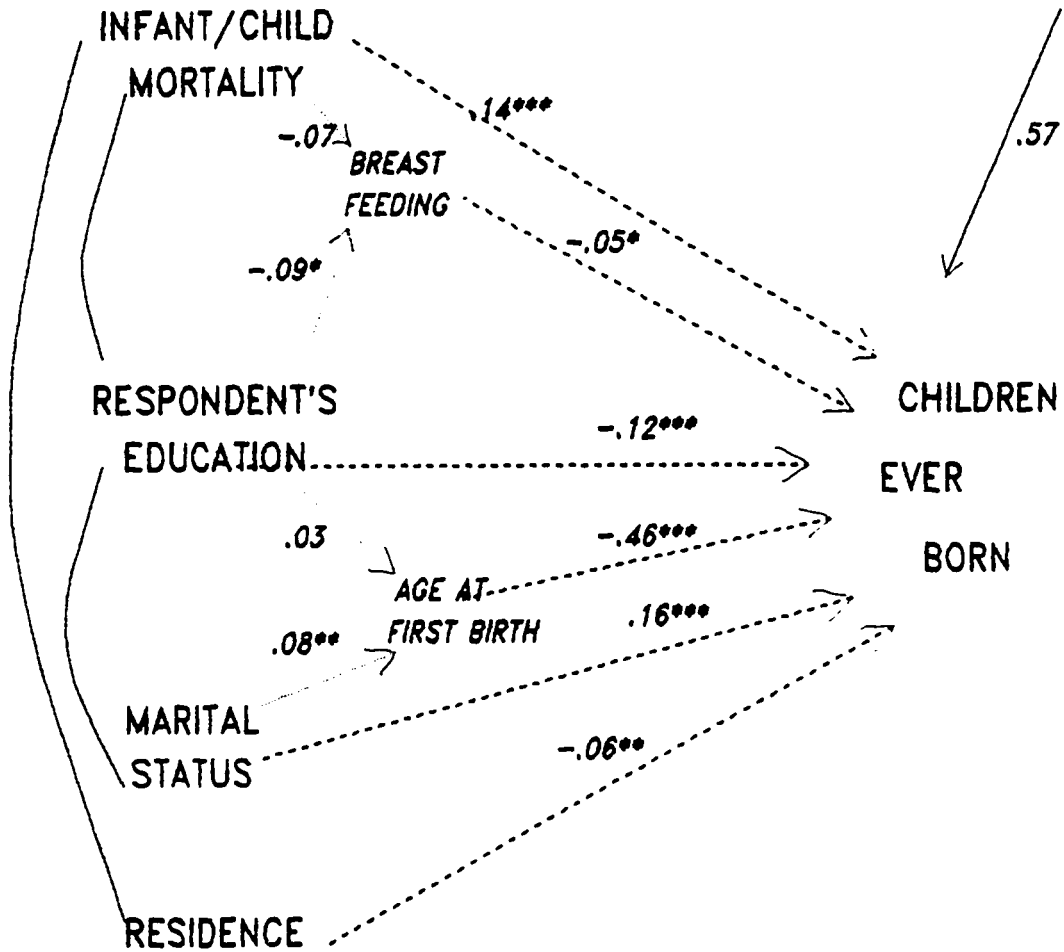 INFANT/CHILD
MORTALITY
.14***
.57
-.07
BREAST
FEEDING
-.05*
-.09*
RESPONDENT'S
EDUCATION
-.12***
CHILDREN
EVER
BORN
.03
-.46***
AGE AT
FIRST BIRTH
.16***
.08**
MARITAL
STATUS
-.06**
RESIDENCE